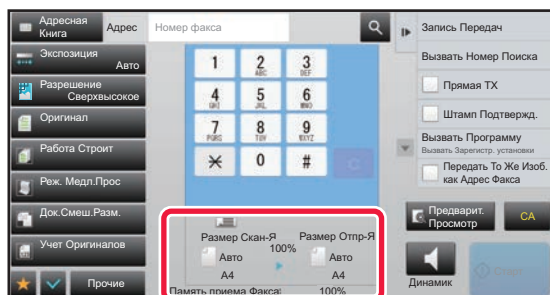 Адресная
Книга
Адрес
Номер факса
Экспозиция
Авто
Разрешение
Сверхвысокое
Оригинал
Работа Строит
Реж. Медл.Прос
Док.Смеш.Разм.
Учет Оригиналов
Прочие
1
2
ABC
3
DEF
4
GHI
5
JKL
6
MNO
7
PQRS
8
TUV
9
WXYZ
0
#
C
Размер Скан-Я
Размер Отпр-Я
100%
Авто
Авто
A4
A4
Память приема Факса:
100%
Запись Передач
Вызвать Номер Поиска
Прямая TX
Штамп Подтвержд.
Вызвать Программу
Вызвать Зарегистр. установки
Передать То Же Изоб.
как Адрес Факса
Предварит.
Просмотр
CA
Динамик
Старт